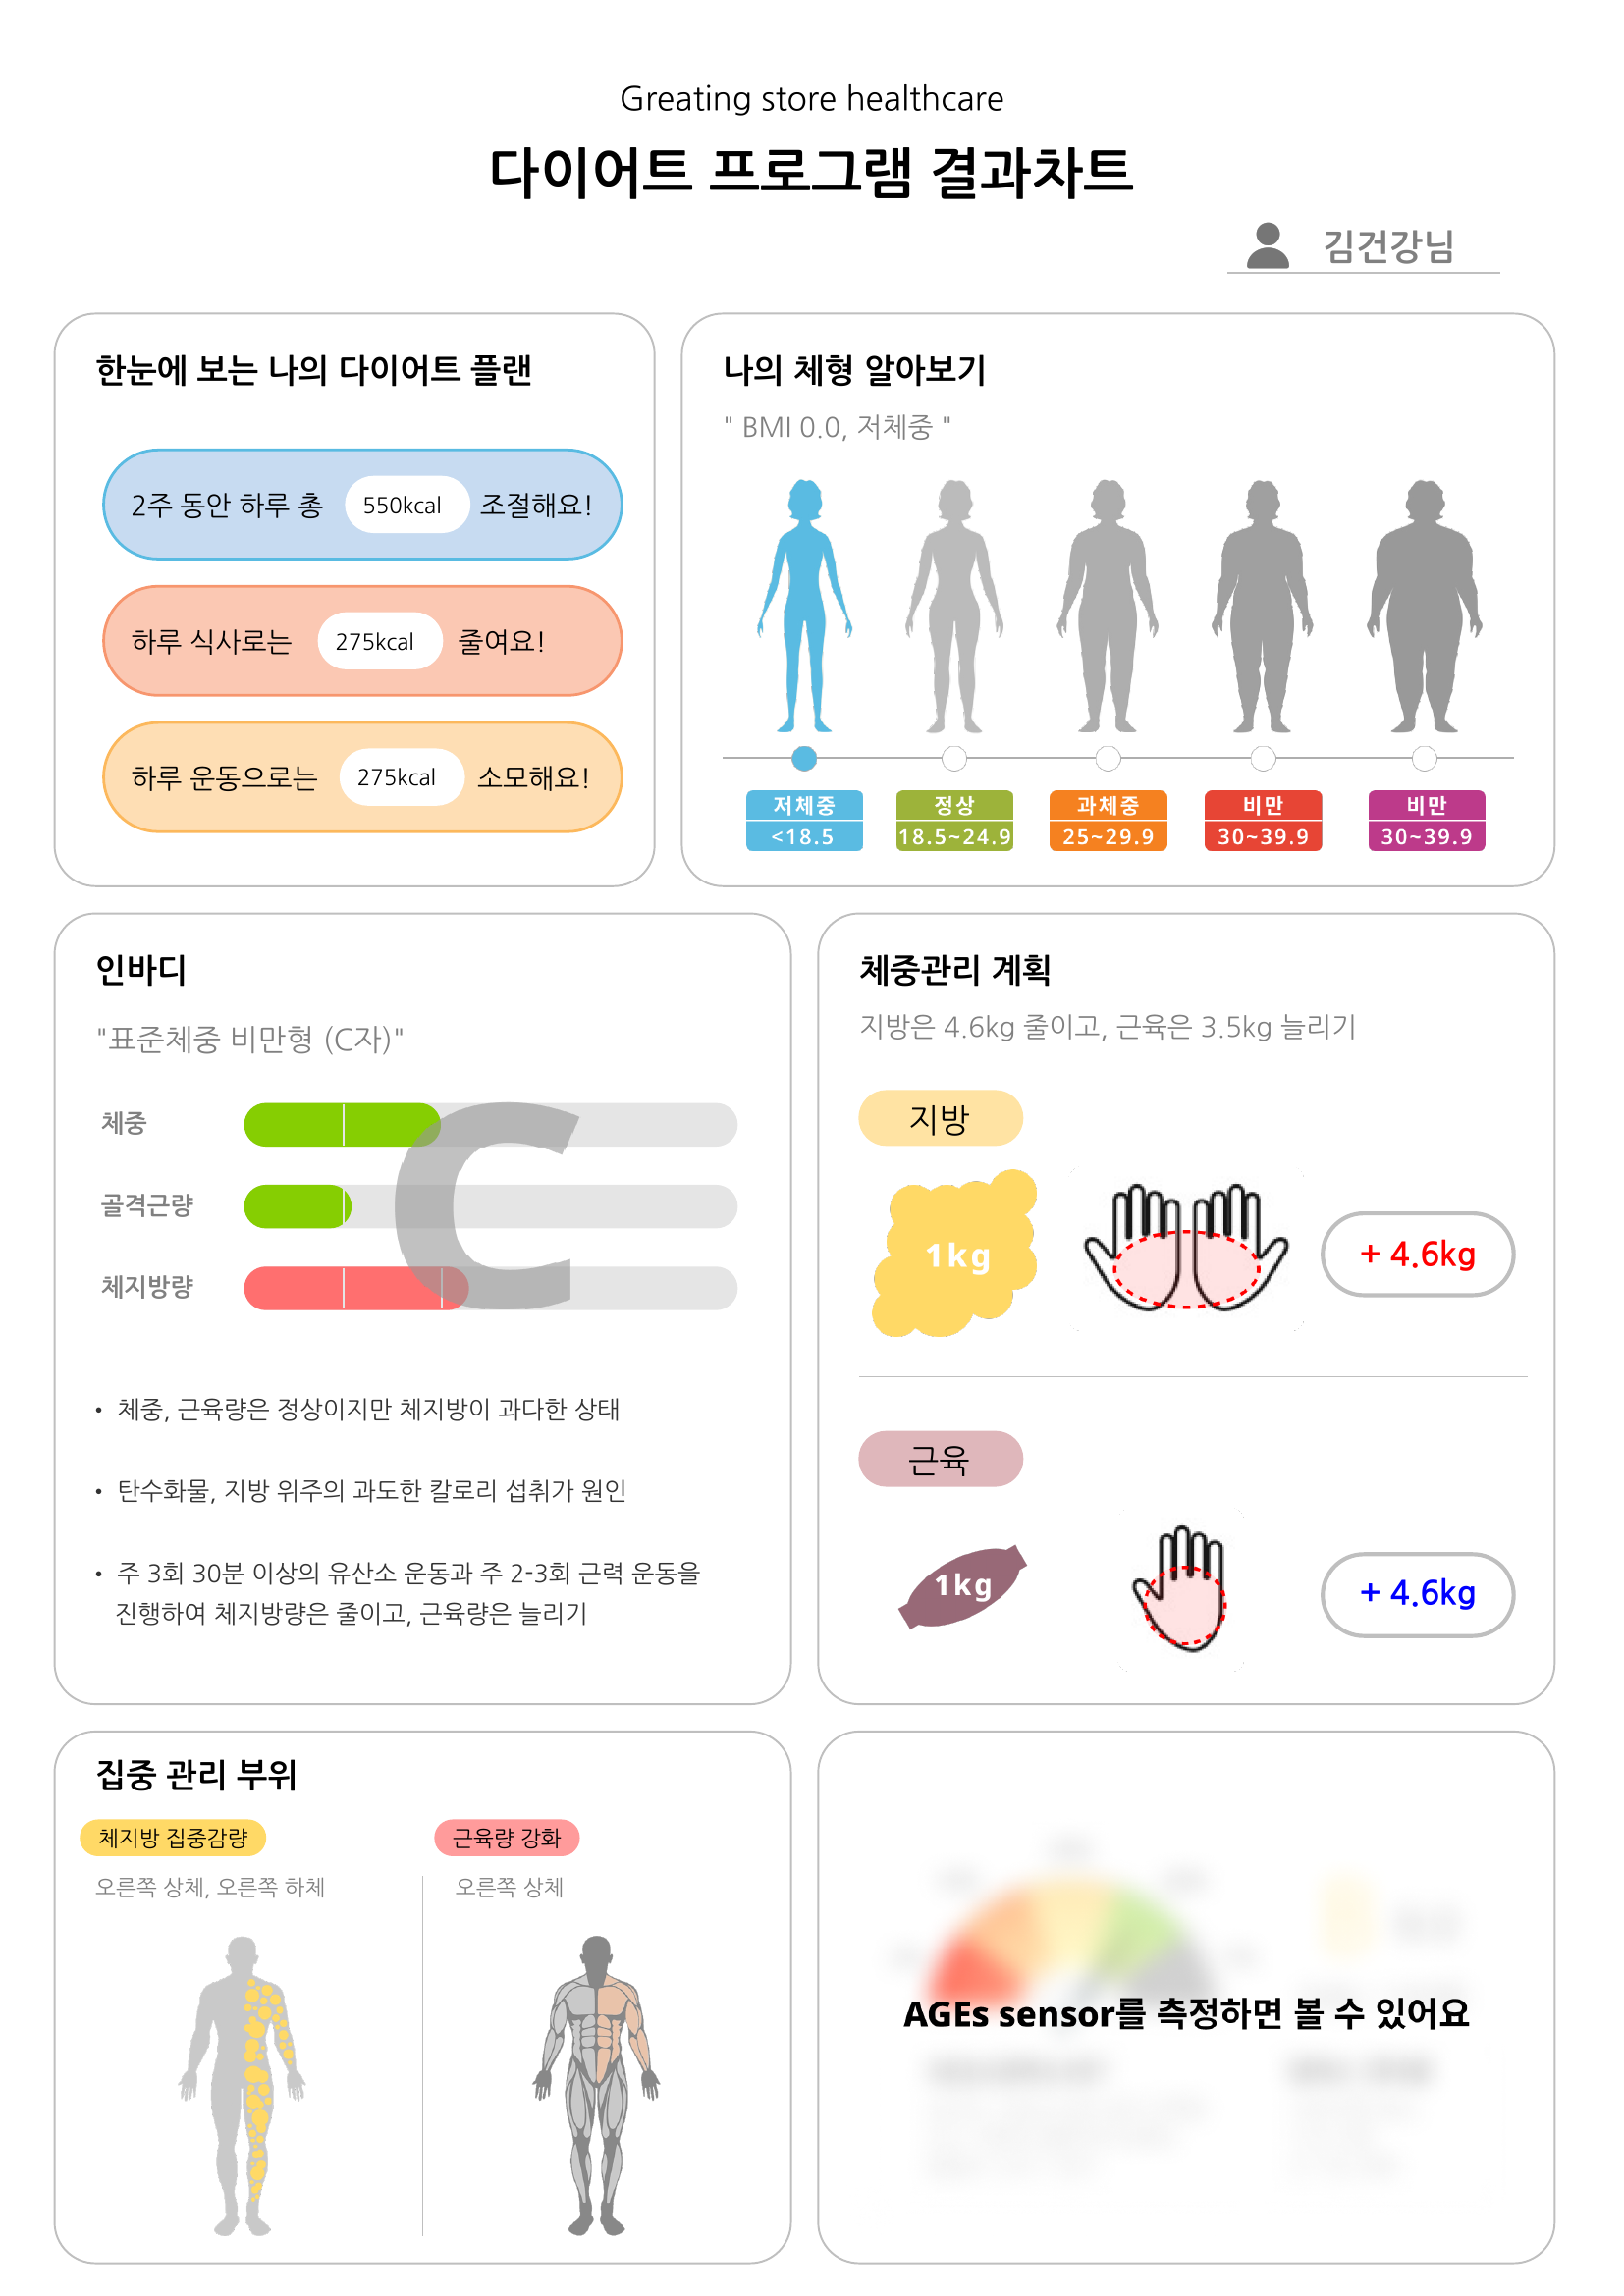 Greating store healthcare
다이어트 프로그램 결과차트
김건강님
한눈에 보는 나의 다이어트 플랜
2주 동안 하루 총 550kcal 조절해요!
하루 식사로는 275kcal 줄여요!
하루 운동으로는 275kcal 소모해요!
나의 체형 알아보기
" BMI 0.0, 저체중 "
저체중 정상 과체중 비만 비만
<18.5 18.5~24.9 25~29.9 30~39.9 30~39.9
인바디
"표준체중 비만형 (C자)"
체중
골격근량
체지방량
C
• 체중, 근육량은 정상이지만 체지방이 과다한 상태
• 탄수화물, 지방 위주의 과도한 칼로리 섭취가 원인
• 주 3회 30분 이상의 유산소 운동과 주 2-3회 근력 운동을
진행하여 체지방량은 줄이고, 근육량은 늘리기
체중관리 계획
지방은 4.6kg 줄이고, 근육은 3.5kg 늘리기
지방
1kg + 4.6kg
근육
1kg + 4.6kg
집중 관리 부위
체지방 집중감량 근육량 강화
오른쪽 상체, 오른쪽 하체 오른쪽 상체
AGEs sensor를 측정하면 볼 수 있어요